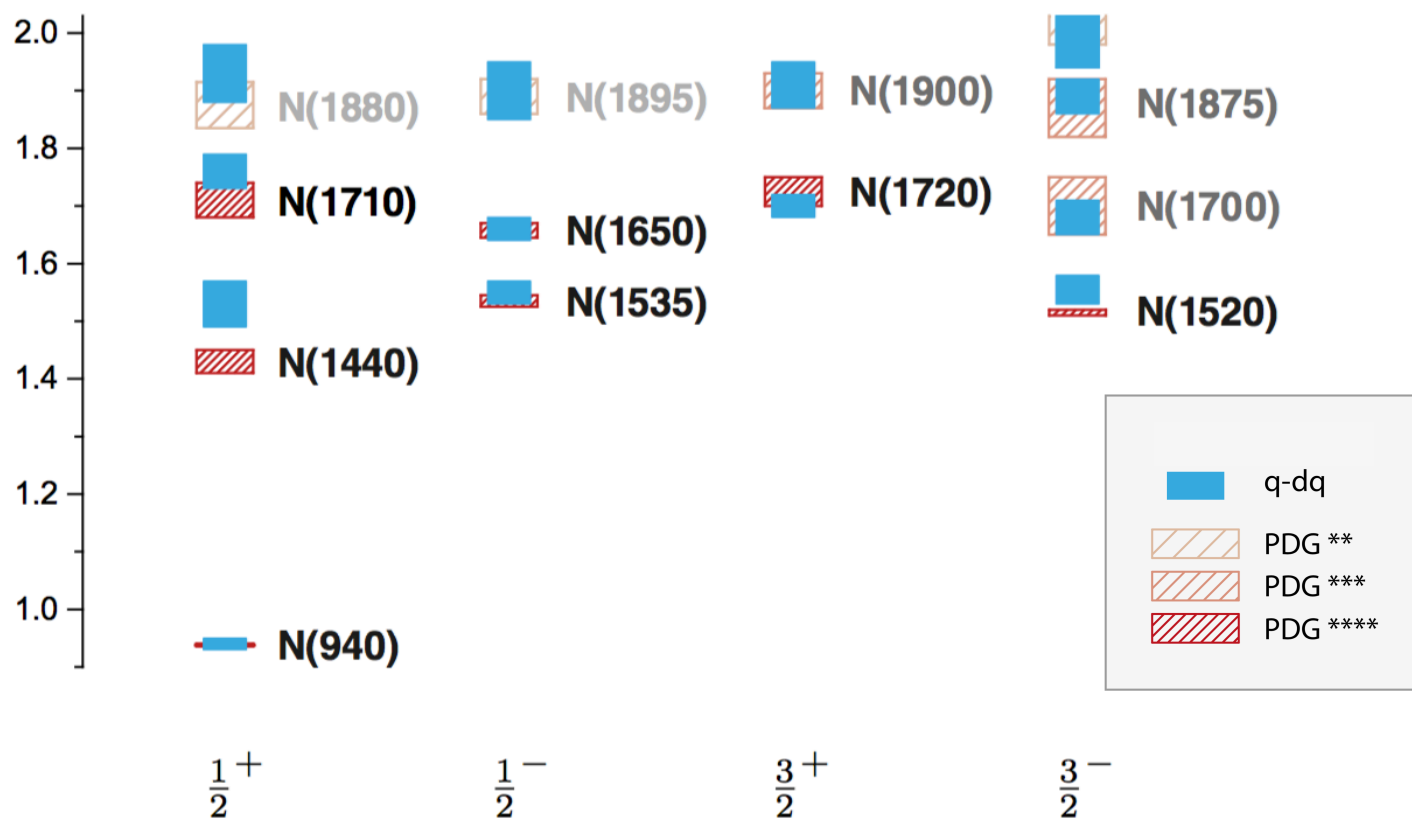 2.0
1.8
1.6
1.4
1.2
1.0
N(1880)
N(1710)
N(1440)
N(940)
N(1895)
N(1650)
N(1535)
N(1900)
N(1720)
N(1875)
N(1700)
N(1520)
q-dq
PDG **
PDG ***
PDG ****
1/2 +
1/2 −
3/2 +
3/2 −